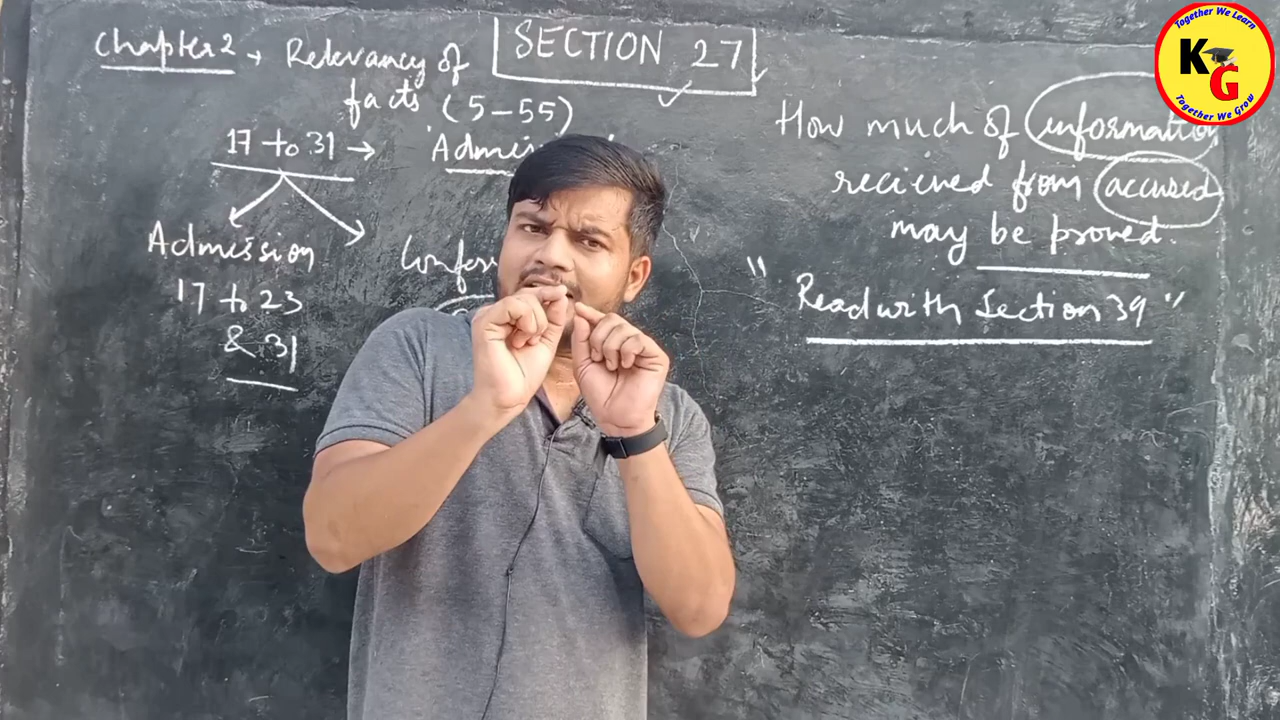 Chapter 2 → Relevancy of
facts (5-55)
SECTION 27
17 to 31 →
Admission
17 to 23
& 31
How much of information
recieved from accused
may be proved.
"Read with Section 39"
Together We Learn
KG
Together We Grow